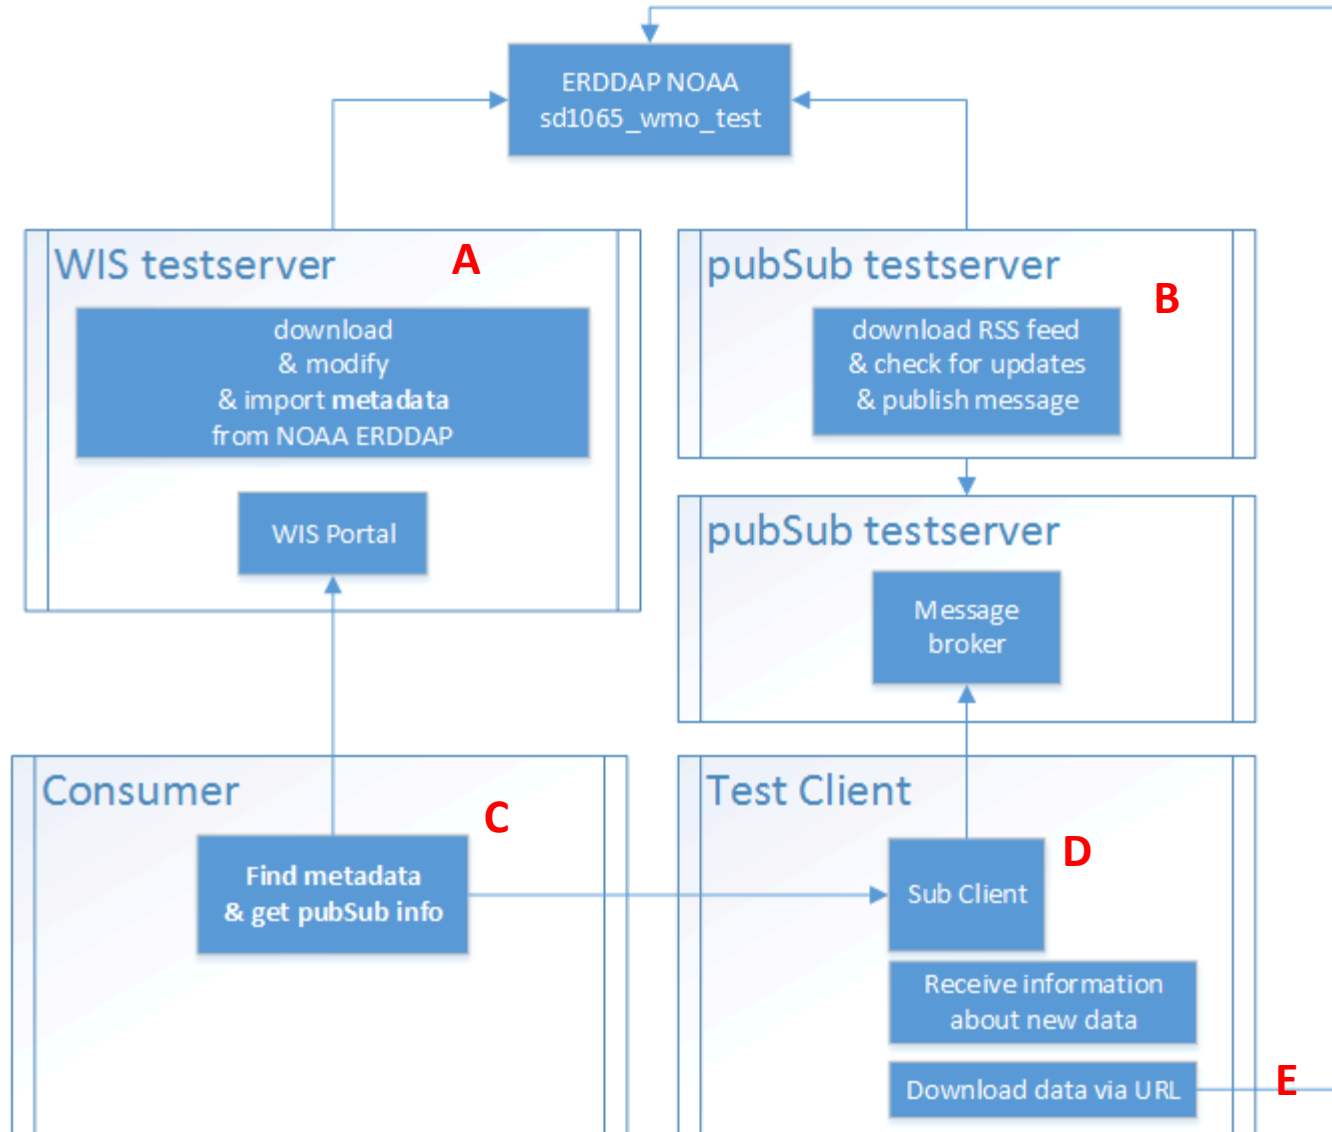 ERDDAP NOAA
sd1065_wmo_test
WIS testserver
A
download
& modify
& import metadata
from NOAA ERDDAP
WIS Portal
pubSub testserver
B
download RSS feed
& check for updates
& publish message
pubSub testserver
Message
broker
Consumer
C
Find metadata
& get pubSub info
Test Client
D
Sub Client
Receive information
about new data
Download data via URL
E